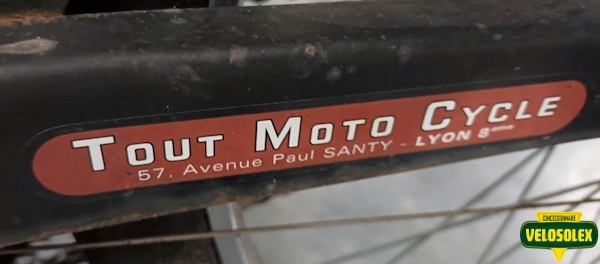 TOUT MOTO CYCLE
57, Avenue Paul SANTY - LYON 8ème
CONCESSIONNAIRE
VELOSOLEX